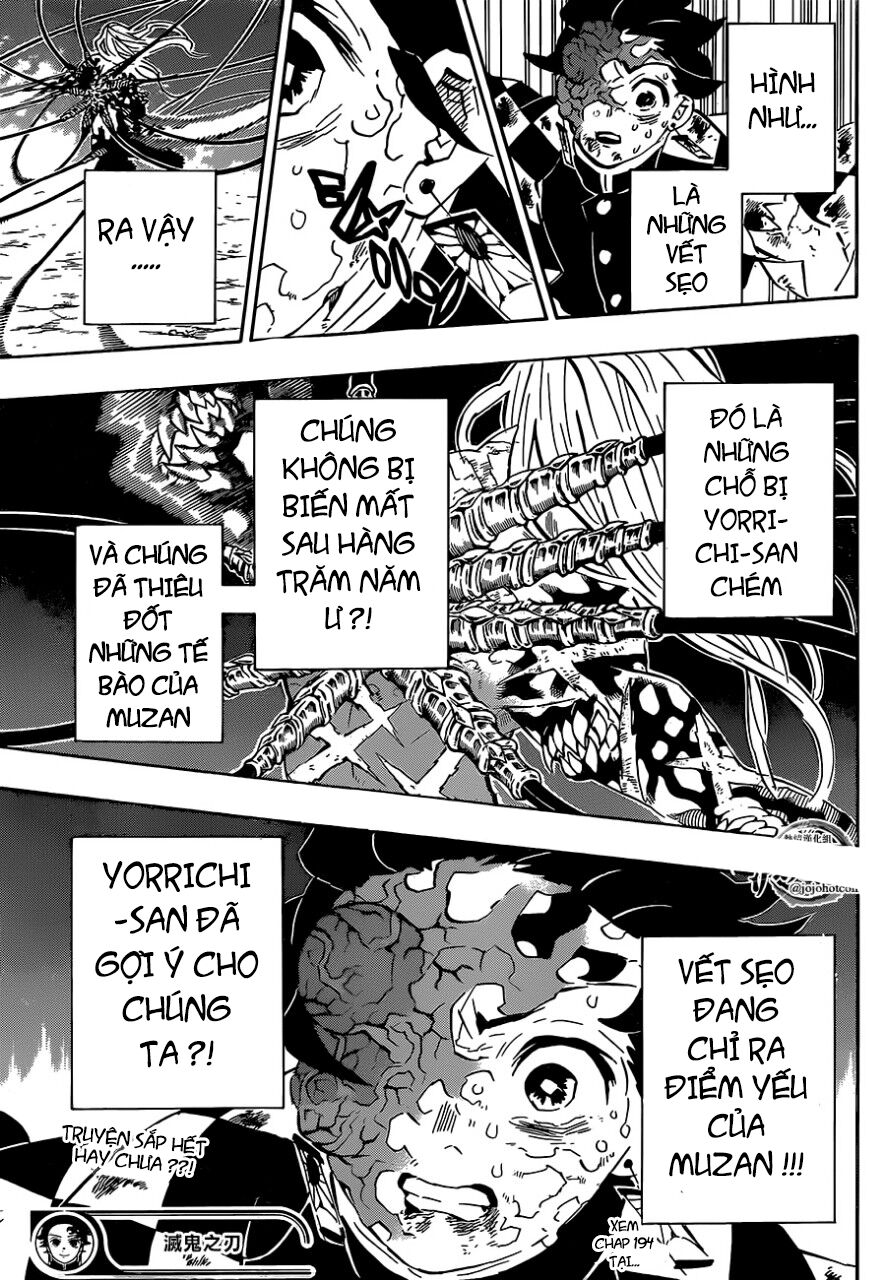 HÌNH
NHƯ...
LÀ
NHỮNG
VẾT
SẸO
RA VẬY
.....
ĐÓ LÀ
NHỮNG
CHỖ BỊ
YORRI-
CHI-SAN
CHÉM
CHÚNG
KHÔNG BỊ
BIẾN MẤT
SAU HÀNG
TRĂM NĂM
Ư ?!
VÀ CHÚNG
ĐÃ THIÊU
ĐỐT
NHỮNG TẾ
BÀO CỦA
MUZAN
@jojohotcom
VẾT SẸO
ĐANG
CHỈ RA
ĐIỂM YẾU
CỦA
MUZAN !!!
YORRICHI
-SAN ĐÃ
GỢI Ý CHO
CHÚNG
TA ?!
TRUYỆN SẮP HẾT
HAY CHƯA ??!
XEM
CHAP 194
TẠI...
滅鬼之刃